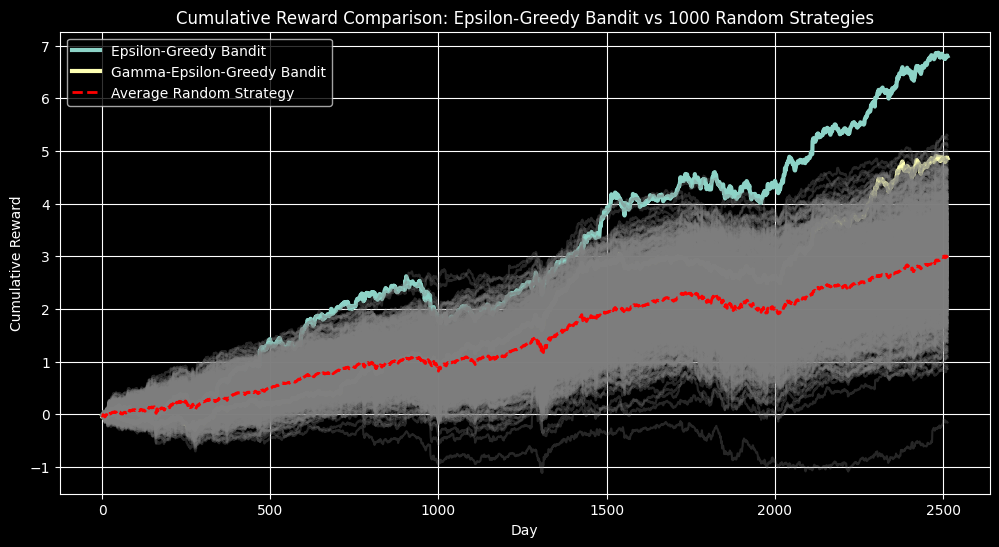 Cumulative Reward Comparison: Epsilon-Greedy Bandit vs 1000 Random Strategies
Epsilon-Greedy Bandit
Gamma-Epsilon-Greedy Bandit
Average Random Strategy
Cumulative Reward
7
6
5
4
3
2
1
0
−1
0 500 1000 1500 2000 2500
Day